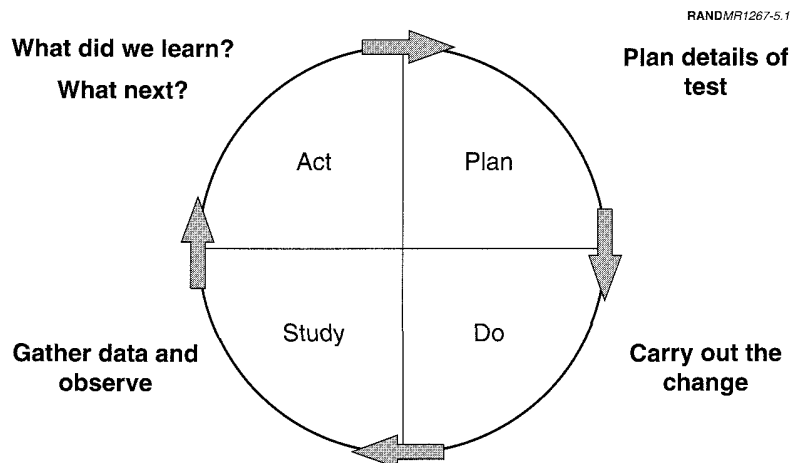 RANDMR1267-5.1
What did we learn?
What next?
Plan details of
test
Act
Plan
Study
Do
Gather data and
observe
Carry out the
change